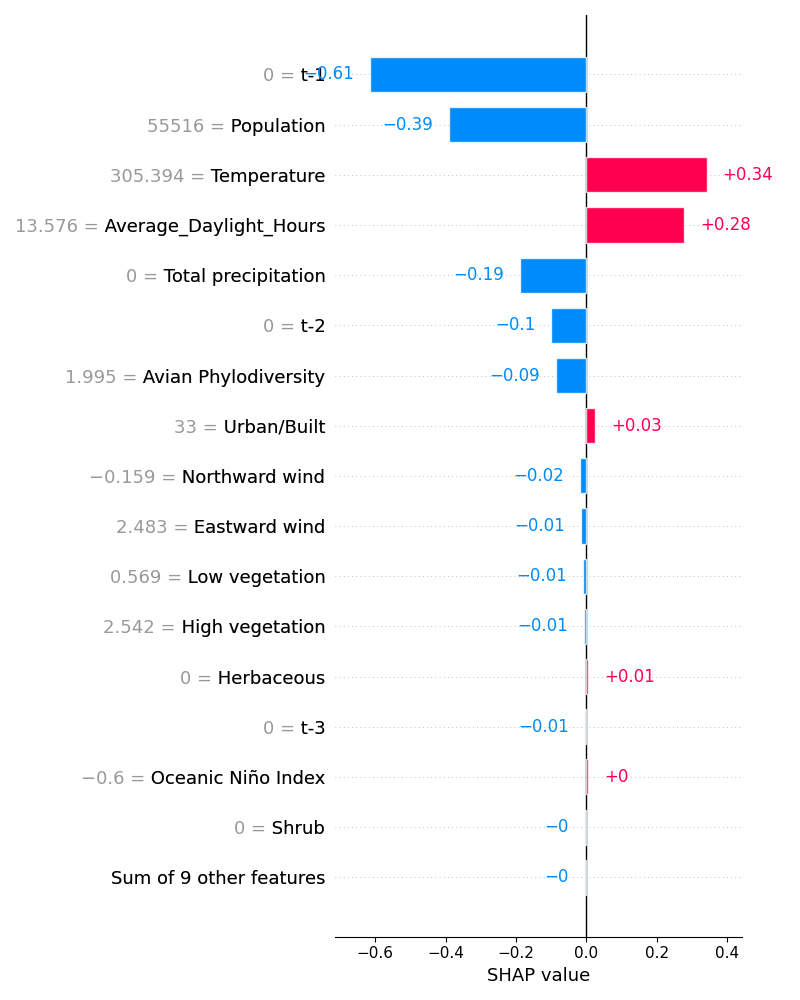 0 = t-1 −0.61
55516 = Population −0.39
305.394 = Temperature +0.34
13.576 = Average_Daylight_Hours +0.28
0 = Total precipitation −0.19
0 = t-2 −0.1
1.995 = Avian Phylodiversity −0.09
33 = Urban/Built +0.03
−0.159 = Northward wind −0.02
2.483 = Eastward wind −0.01
0.569 = Low vegetation −0.01
2.542 = High vegetation −0.01
0 = Herbaceous +0.01
0 = t-3 −0.01
−0.6 = Oceanic Niño Index +0
0 = Shrub −0
Sum of 9 other features −0
−0.6 −0.4 −0.2 0.0 0.2 0.4
SHAP value